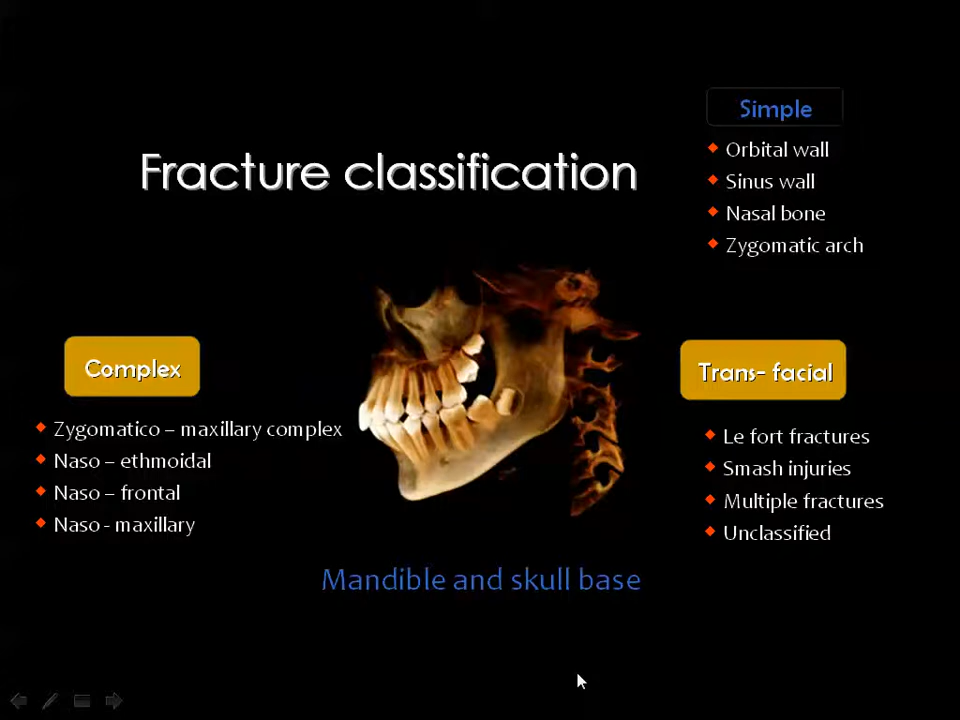 Fracture classification
Simple
Orbital wall
Sinus wall
Nasal bone
Zygomatic arch
Complex
Zygomatico – maxillary complex
Naso – ethmoidal
Naso – frontal
Naso - maxillary
Trans- facial
Le fort fractures
Smash injuries
Multiple fractures
Unclassified
Mandible and skull base